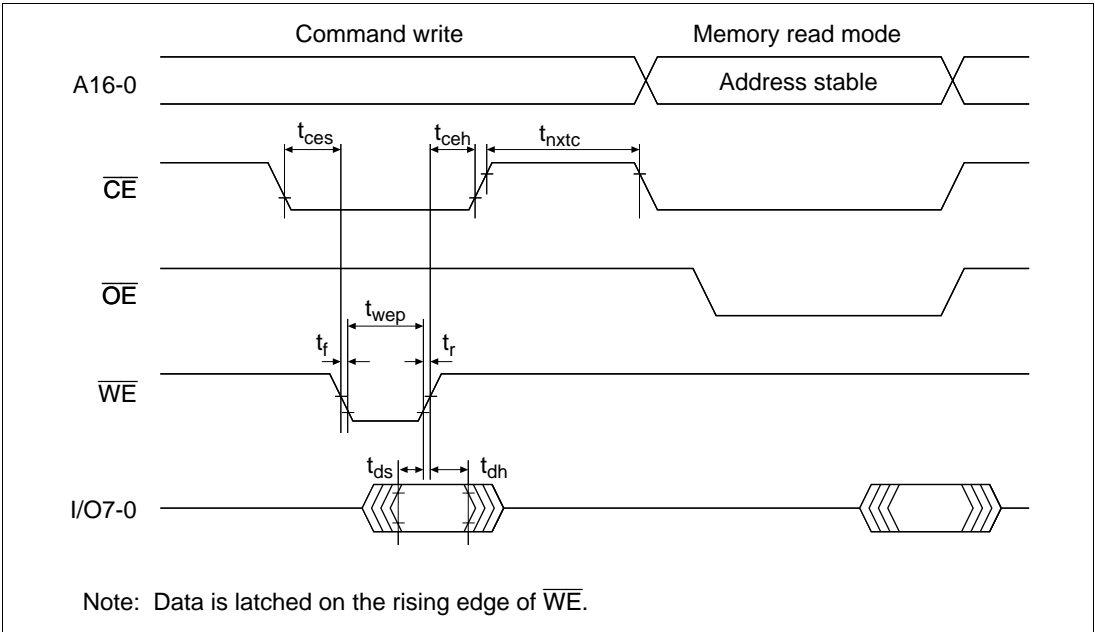 Command write Memory read mode
A16-0 Address stable
tces tceh tnxtc
CE
OE
twep
tf tr
WE
tds tdh
I/O7-0
Note: Data is latched on the rising edge of WE.